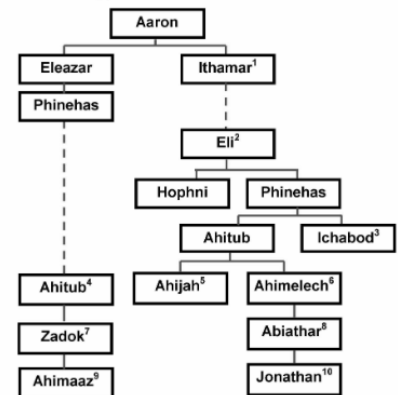 Aaron
Eleazar
Ithamar¹
Phinehas
Eli²
Hophni
Phinehas
Ahitub
Ichabod³
Ahitub⁴
Ahijah⁵
Ahimelech⁶
Zadok⁷
Abiathar⁸
Ahimaaz⁹
Jonathan¹⁰